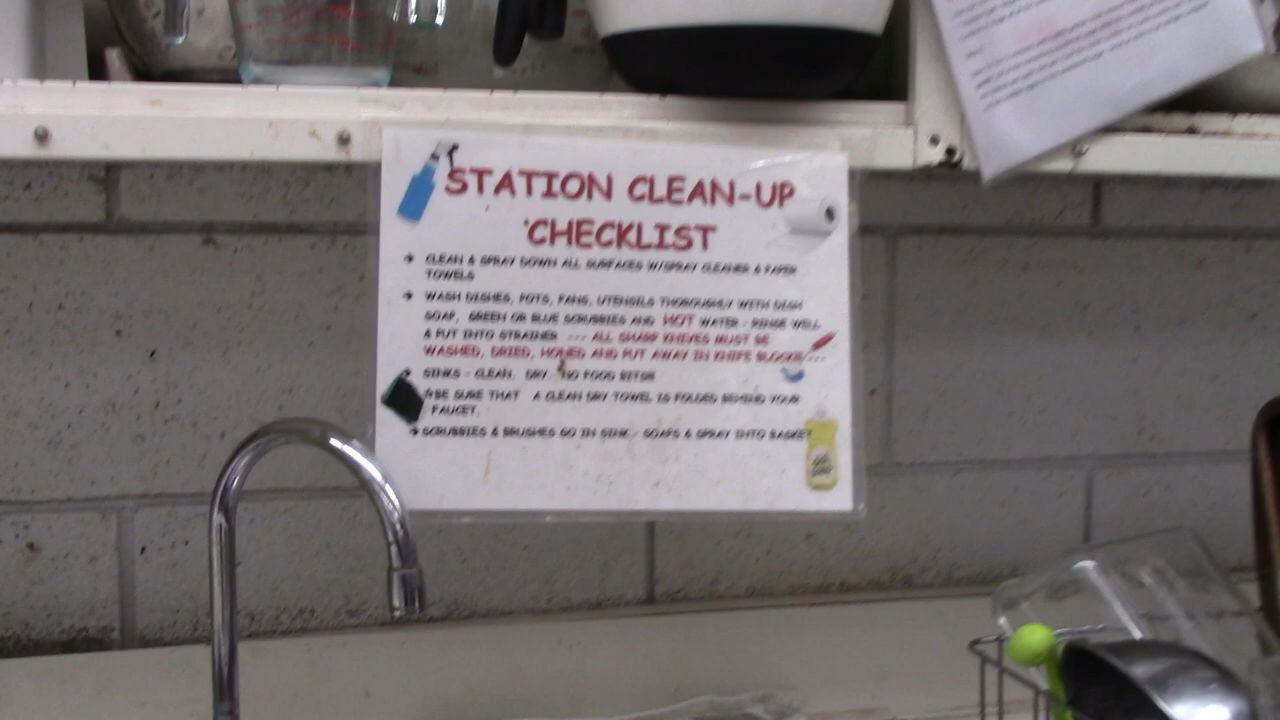 STATION CLEAN-UP
CHECKLIST
CLEAN & SPRAY DOWN ALL SURFACES W/SPRAY CLEANER & PAPER
TOWELS
WASH DISHES, POTS, PANS, UTENSILS THOROUGHLY WITH DISH
SOAP, GREEN OR BLUE SCRUBBIES AND HOT WATER - RINSE WELL
& PUT INTO STRAINER --- ALL SHARP KNIVES MUST BE
WASHED, DRIED, HONED AND PUT AWAY IN KNIFE BLOCKS ---
SINKS - CLEAN, DRY, NO FOOD BITS!!
BE SURE THAT A CLEAN DRY TOWEL IS FOLDED BEHIND YOUR
FAUCET.
SCRUBBIES & BRUSHES GO IN SINK - SOAPS & SPRAY INTO BASKET